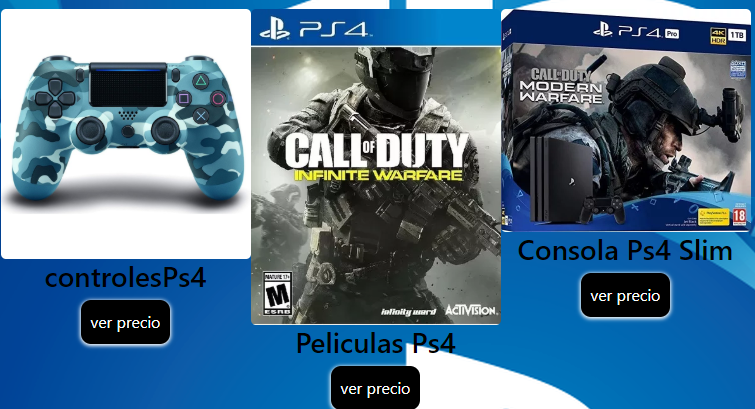 PS4
CALL OF DUTY
INFINITE WARFARE
MATURE 17+
M
ESRB
infinity ward
ACTIVISION
PS4 Pro
4K
HDR
1TB
CALL OF DUTY
MODERN
WARFARE
18
controlesPs4
ver precio
Peliculas Ps4
ver precio
Consola Ps4 Slim
ver precio